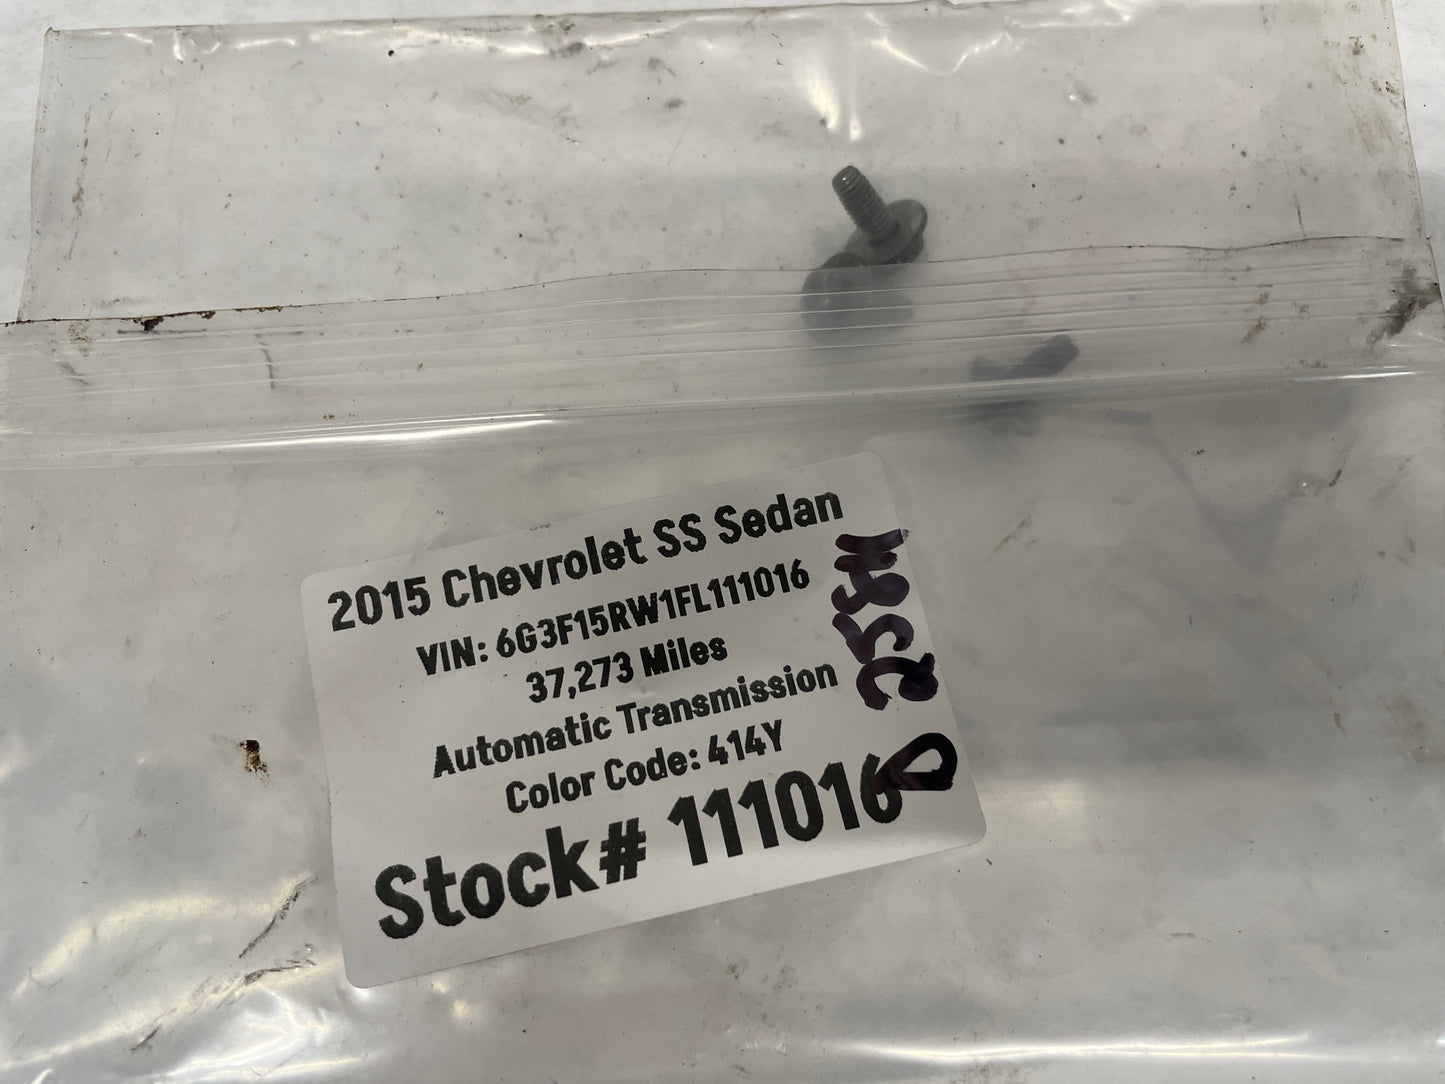 2015 Chevrolet SS Sedan
VIN: 6G3F15RW1FL111016
37,273 Miles
Automatic Transmission
Color Code: 414Y
Stock# 111016